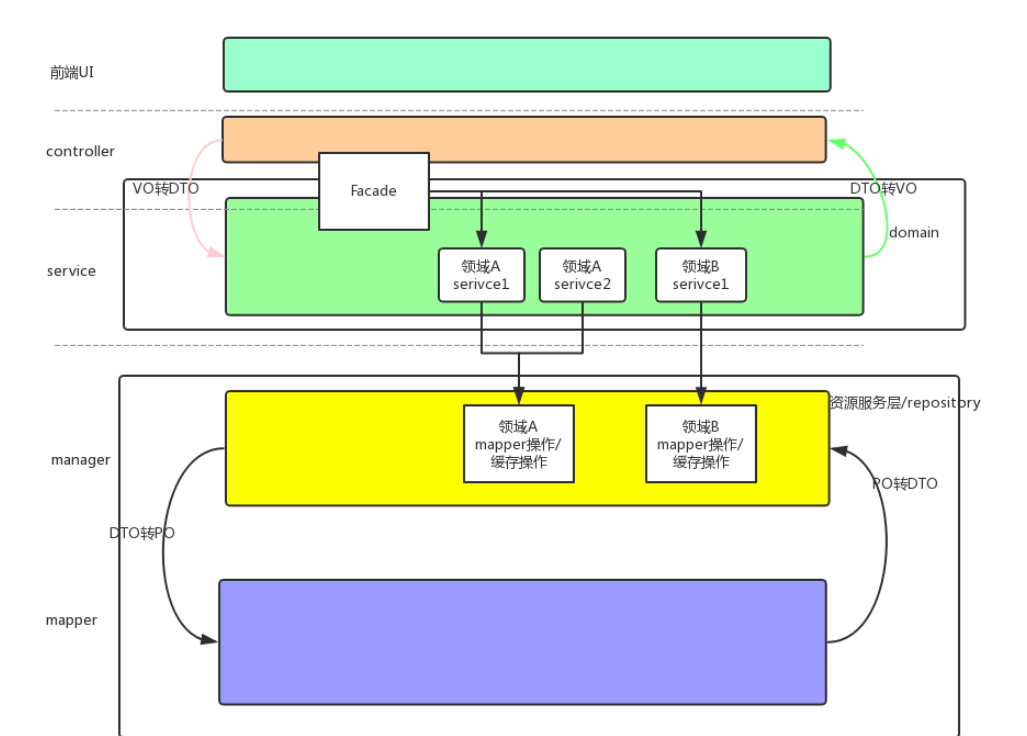 前端UI
controller
Facade
VO转DTO
DTO转VO
domain
service
领域A
serivce1
领域A
serivce2
领域B
serivce1
资源服务层/repository
manager
领域A
mapper操作/
缓存操作
领域B
mapper操作/
缓存操作
PO转DTO
DTO转PO
mapper